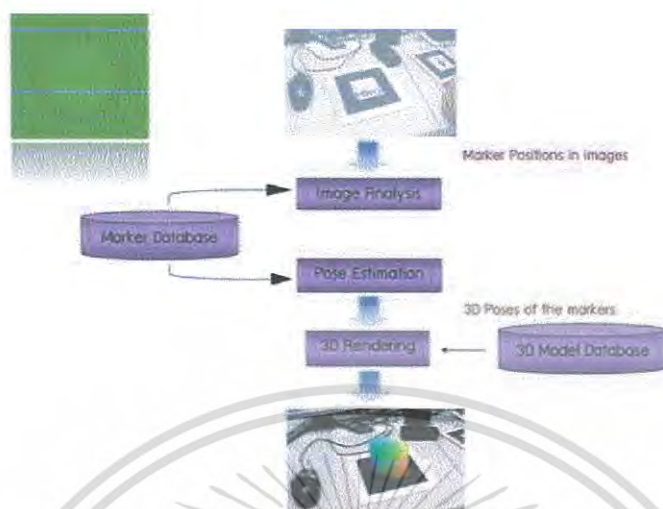 Marker Positions in images
Image Analysis
Marker Database
Pose Estimation
3D Poses of the markers
3D Rendering
3D Model Database